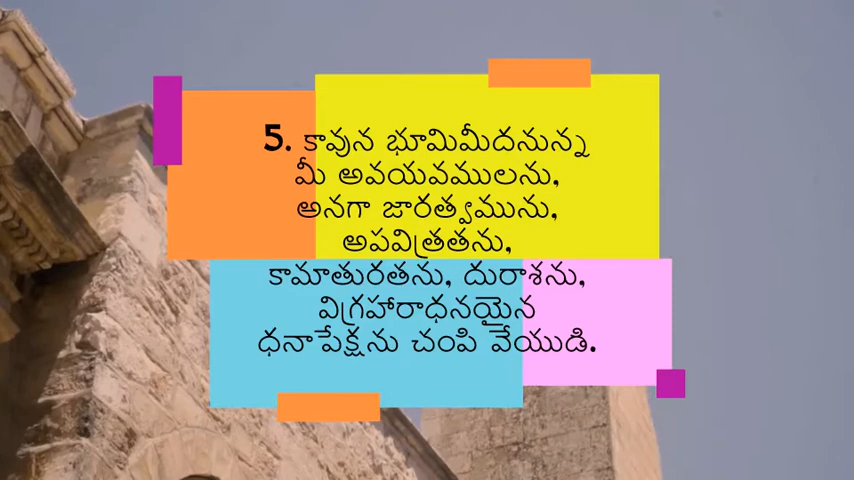 5. కావున భూమిమీదనున్న
మీ అవయవములను,
అనగా జారత్వమును,
అపవిత్రతను,
కామాతురతను, దురాశను,
విగ్రహారాధనయైన
ధనాపేక్షను చంపి వేయుడి.